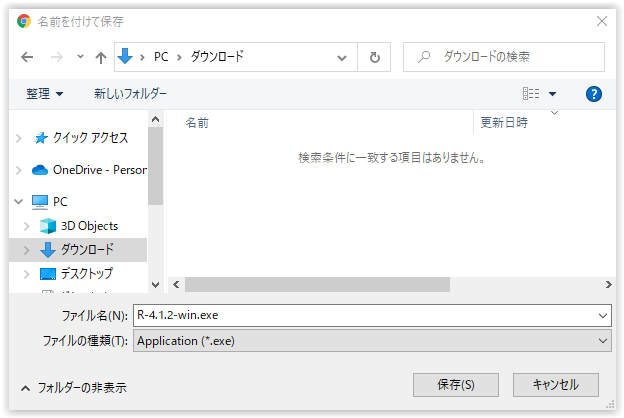 名前を付けて保存
PC
ダウンロード
ダウンロードの検索
整理
新しいフォルダー
?
クイック アクセス
OneDrive - Person
PC
3D Objects
ダウンロード
デスクトップ
名前
更新日時
検索条件に一致する項目はありません。
ファイル名(N):
R-4.1.2-win.exe
ファイルの種類(T):
Application (*.exe)
フォルダーの非表示
保存(S)
キャンセル